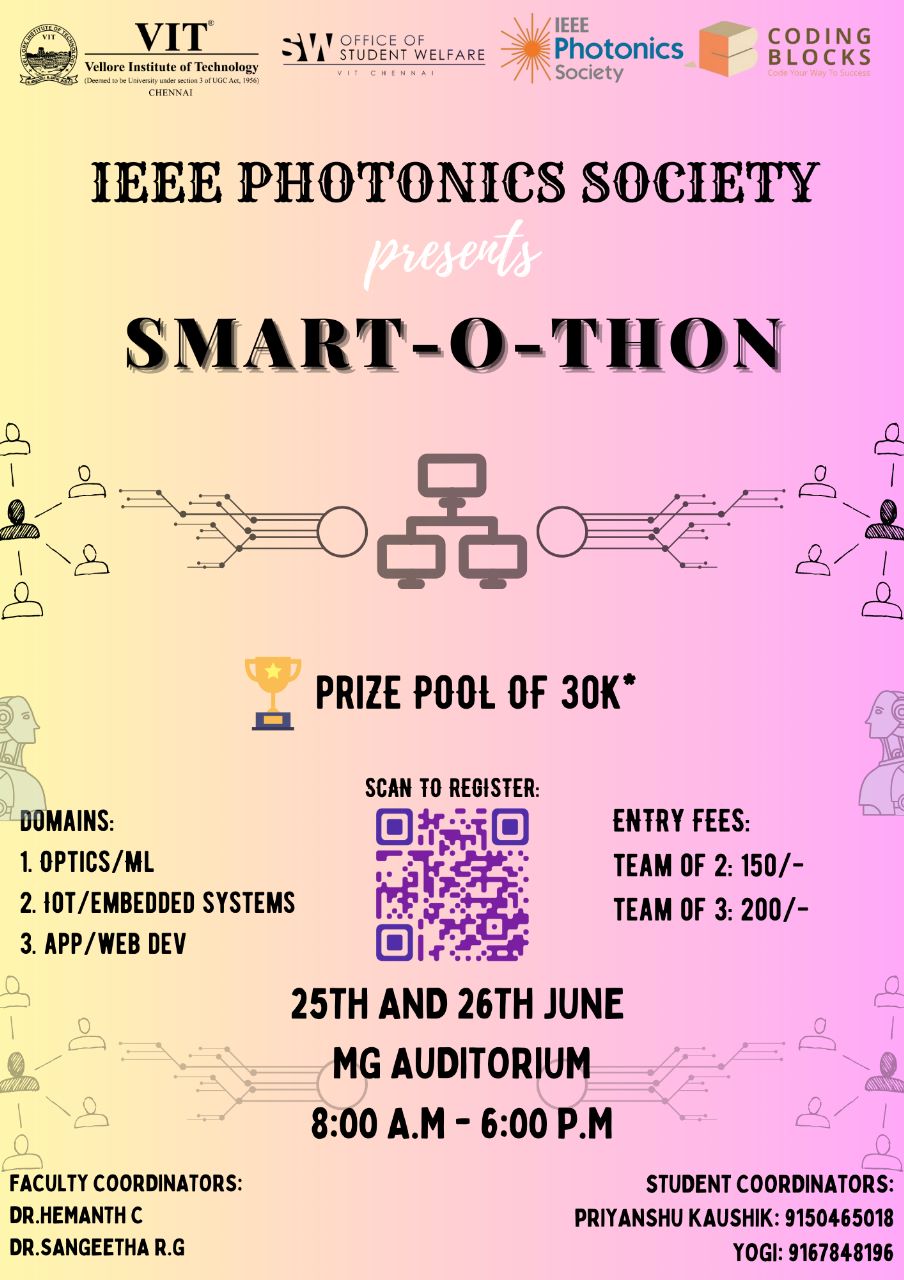 VIT®
Vellore Institute of Technology
(Deemed to be University under section 3 of UGC Act, 1956)
CHENNAI
SW OFFICE OF
STUDENT WELFARE
VIT CHENNAI
IEEE
Photonics
Society
CODING
BLOCKS
Code Your Way To Success
IEEE PHOTONICS SOCIETY
presents
SMART-O-THON
PRIZE POOL OF 30K*
SCAN TO REGISTER:
DOMAINS:
1. OPTICS/ML
2. IOT/EMBEDDED SYSTEMS
3. APP/WEB DEV
ENTRY FEES:
TEAM OF 2: 150/-
TEAM OF 3: 200/-
25TH AND 26TH JUNE
MG AUDITORIUM
8:00 A.M - 6:00 P.M
FACULTY COORDINATORS:
DR.HEMANTH C
DR.SANGEETHA R.G
STUDENT COORDINATORS:
PRIYANSHU KAUSHIK: 9150465018
YOGI: 9167848196